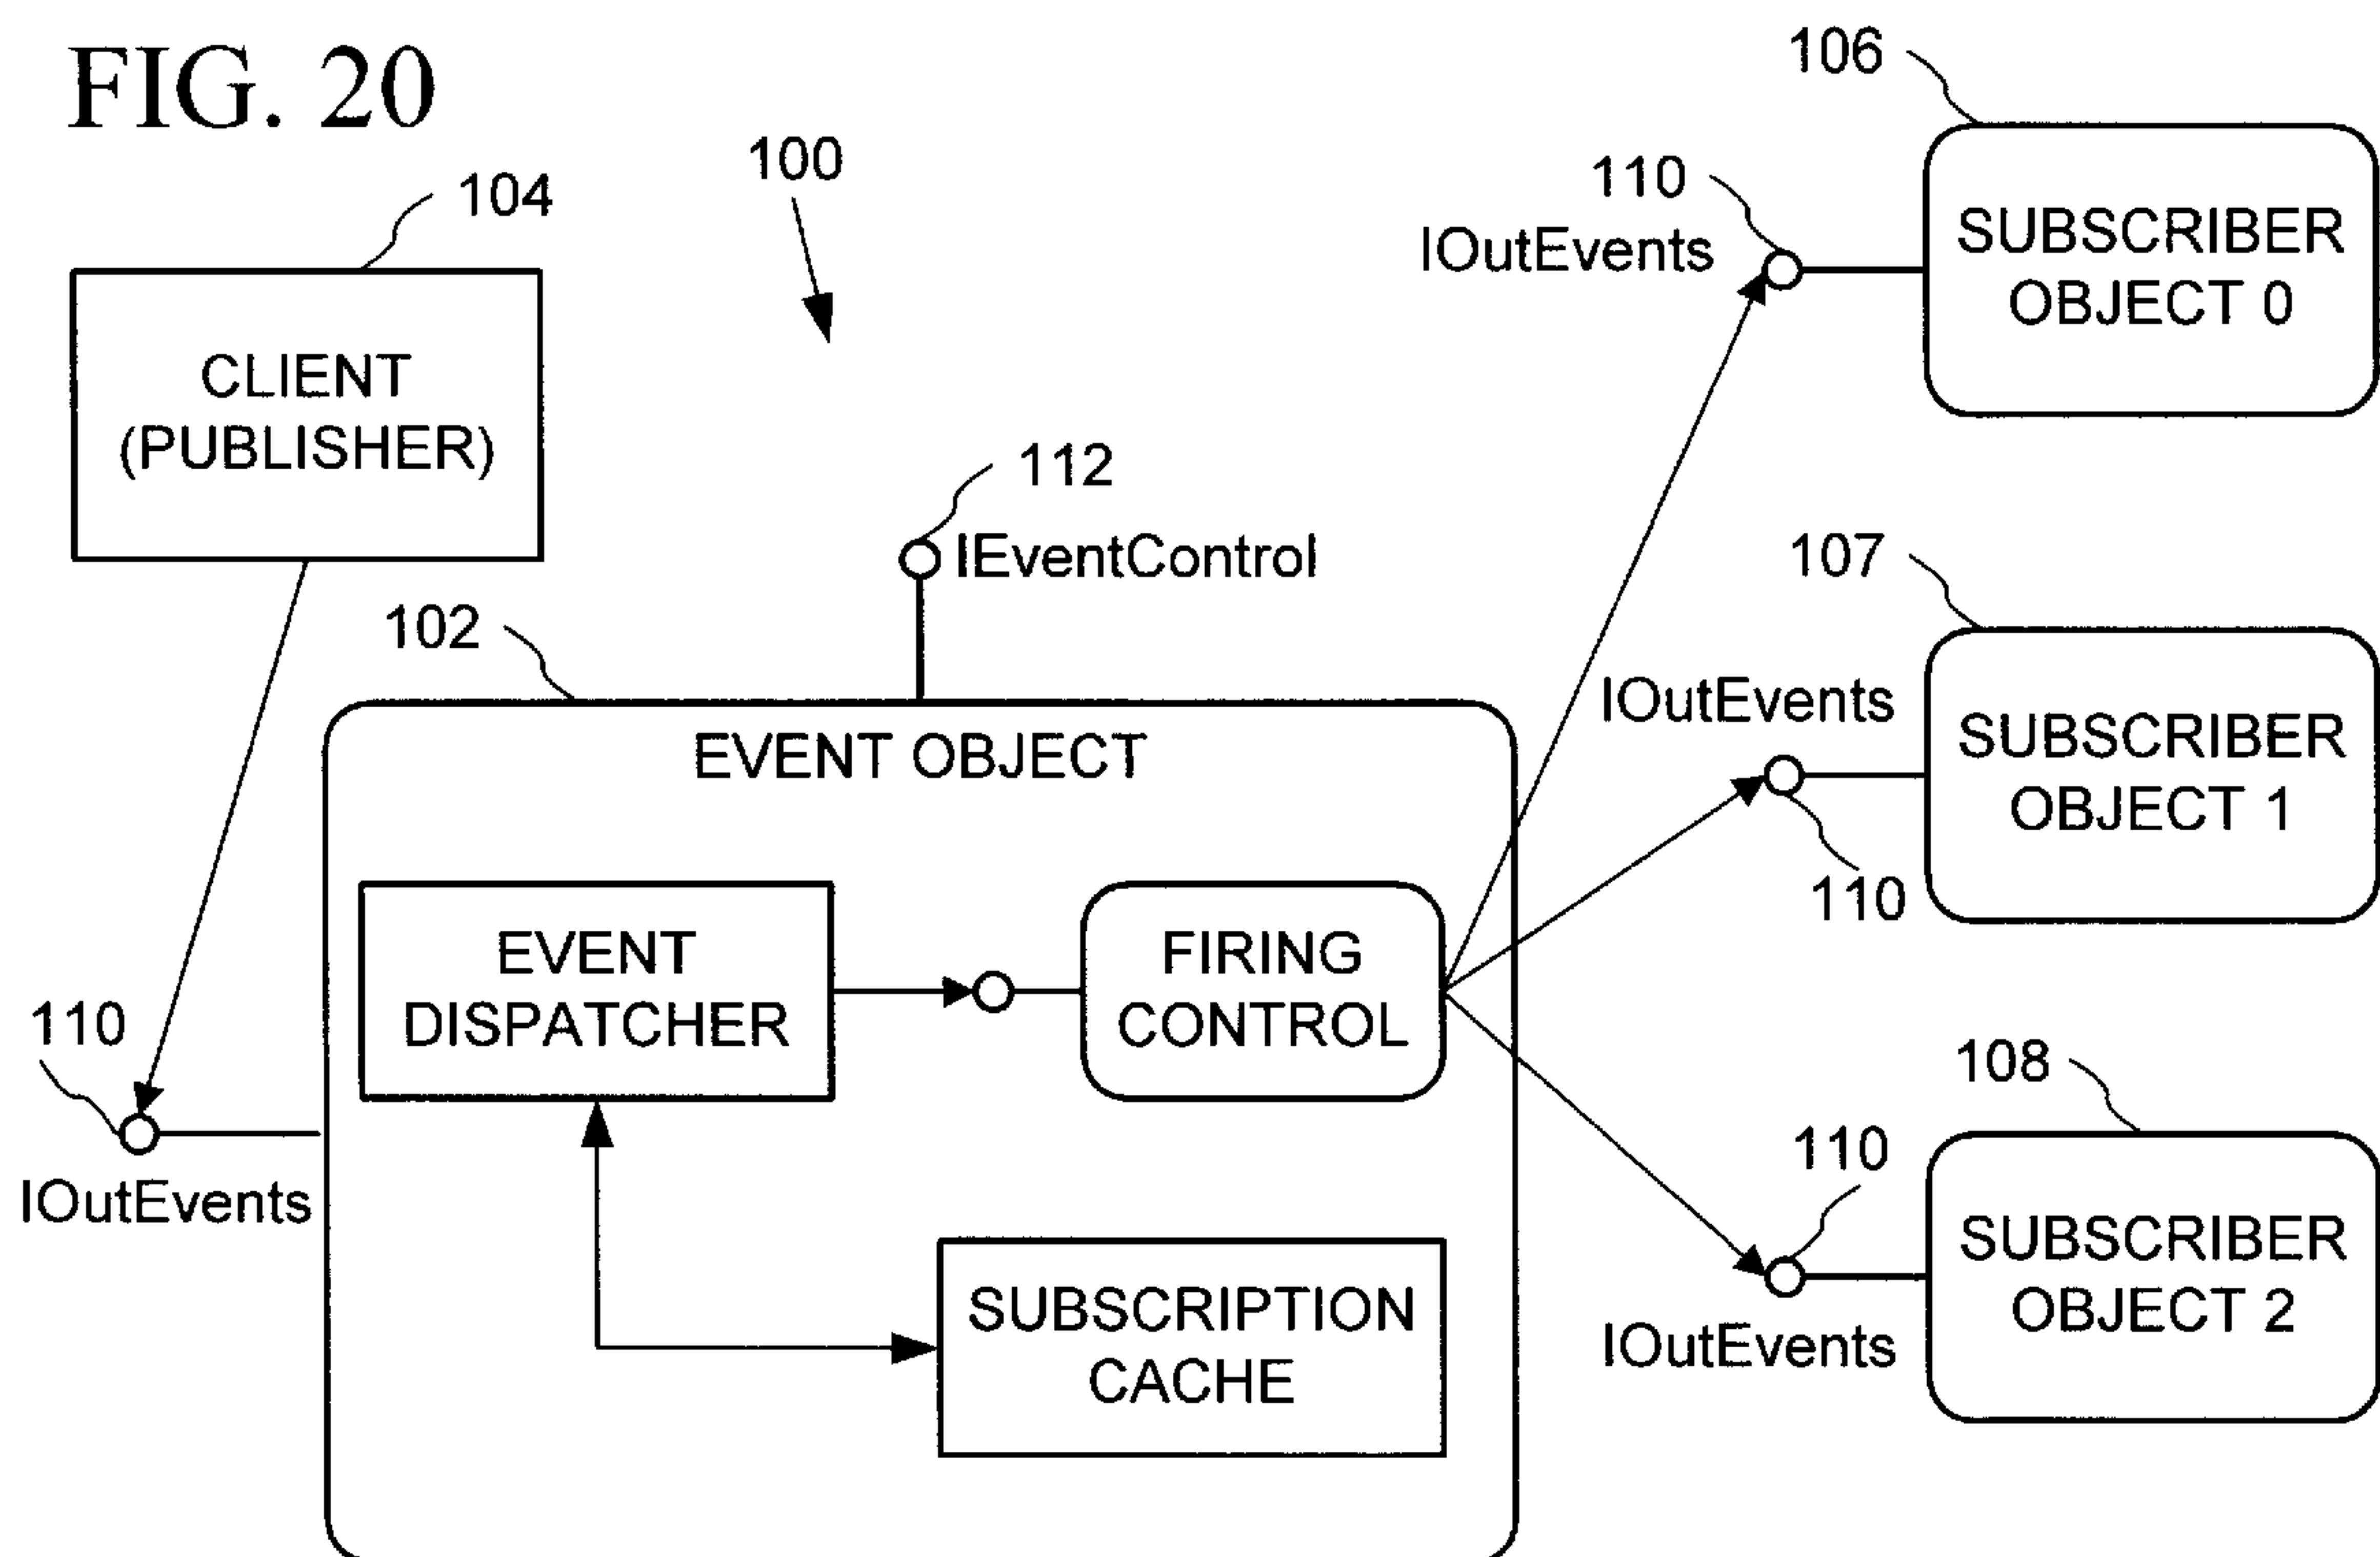 FIG. 20
106
100
104
110
IOutEvents
SUBSCRIBER
OBJECT 0
CLIENT
(PUBLISHER)
112
IEventControl
107
102
IOutEvents
SUBSCRIBER
OBJECT 1
EVENT OBJECT
110
EVENT
DISPATCHER
FIRING
CONTROL
110
108
110
IOutEvents
SUBSCRIBER
OBJECT 2
IOutEvents
SUBSCRIPTION
CACHE